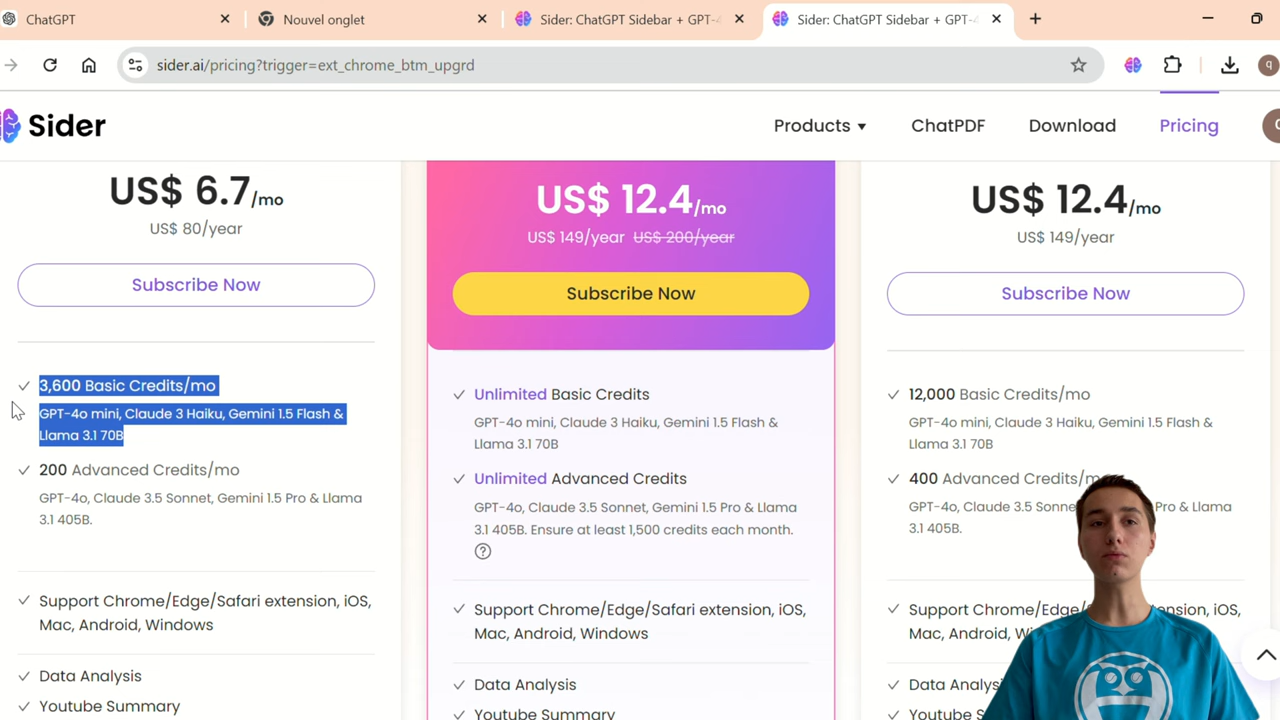 ChatGPT
Nouvel onglet
Sider: ChatGPT Sidebar + GPT-4
Sider: ChatGPT Sidebar + GPT-4
sider.ai/pricing?trigger=ext_chrome_btm_upgrd
q
Sider
Products
ChatPDF
Download
Pricing
US$ 6.7/mo
US$ 80/year
Subscribe Now
3,600 Basic Credits/mo
GPT-4o mini, Claude 3 Haiku, Gemini 1.5 Flash &
Llama 3.1 70B
200 Advanced Credits/mo
GPT-4o, Claude 3.5 Sonnet, Gemini 1.5 Pro & Llama
3.1 405B.
Support Chrome/Edge/Safari extension, iOS,
Mac, Android, Windows
Data Analysis
Youtube Summary
US$ 12.4/mo
US$ 149/year US$ 200/year
Subscribe Now
Unlimited Basic Credits
GPT-4o mini, Claude 3 Haiku, Gemini 1.5 Flash &
Llama 3.1 70B
Unlimited Advanced Credits
GPT-4o, Claude 3.5 Sonnet, Gemini 1.5 Pro & Llama
3.1 405B. Ensure at least 1,500 credits each month.
?
Support Chrome/Edge/Safari extension, iOS,
Mac, Android, Windows
Data Analysis
Youtube Summary
US$ 12.4/mo
US$ 149/year
Subscribe Now
12,000 Basic Credits/mo
GPT-4o mini, Claude 3 Haiku, Gemini 1.5 Flash &
Llama 3.1 70B
400 Advanced Credits/m
GPT-4o, Claude 3.5 Pro & Llama
3.1 405B.
Support Chrome/Edge iOS,
Mac, Android,
Data
Youtube